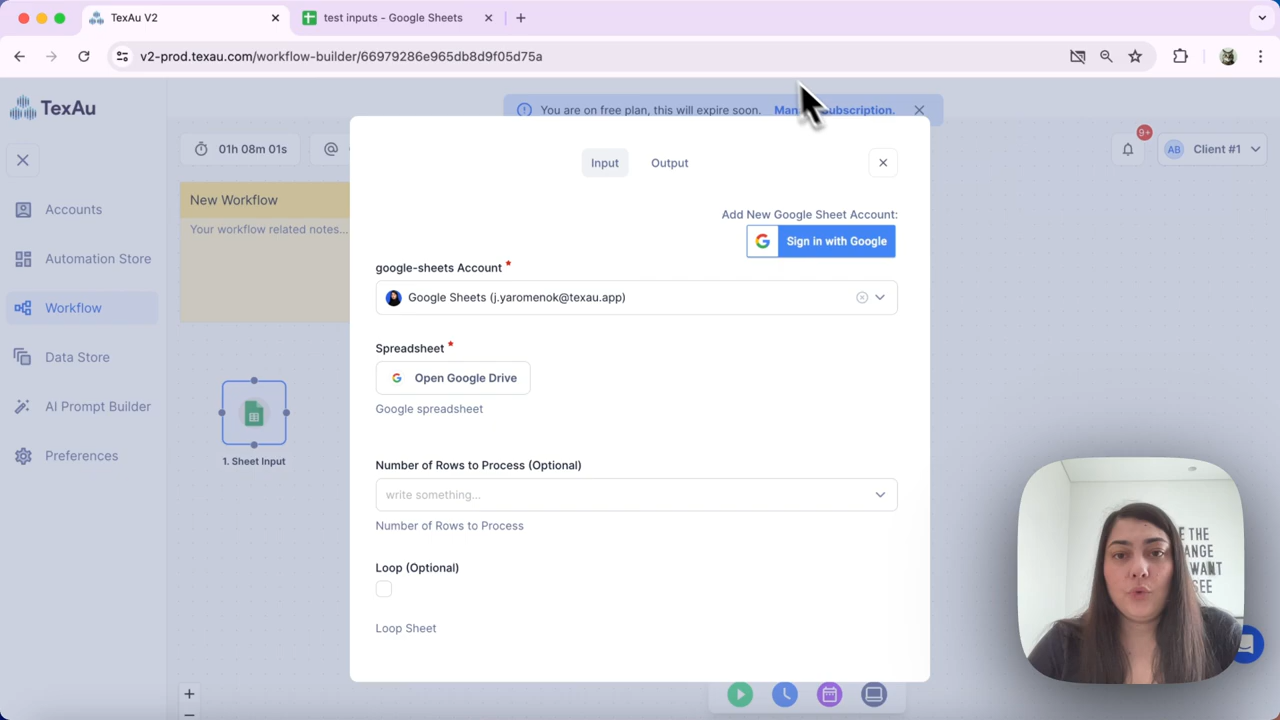 TexAu V2
test inputs - Google Sheets
v2-prod.texau.com/workflow-builder/66979286e965db8d9f05d75a
TexAu
You are on free plan, this will expire soon.
subscription.
01h 08m 01s
9+
AB
Client #1
Input
Output
New Workflow
Your workflow related notes...
Accounts
Automation Store
Workflow
Data Store
AI Prompt Builder
Preferences
1. Sheet Input
Add New Google Sheet Account:
Sign in with Google
google-sheets Account *
Google Sheets (j.yaromenok@texau.app)
Spreadsheet *
Open Google Drive
Google spreadsheet
Number of Rows to Process (Optional)
write something...
Number of Rows to Process
Loop (Optional)
Loop Sheet
E THE
ANGE
WANT
SEE